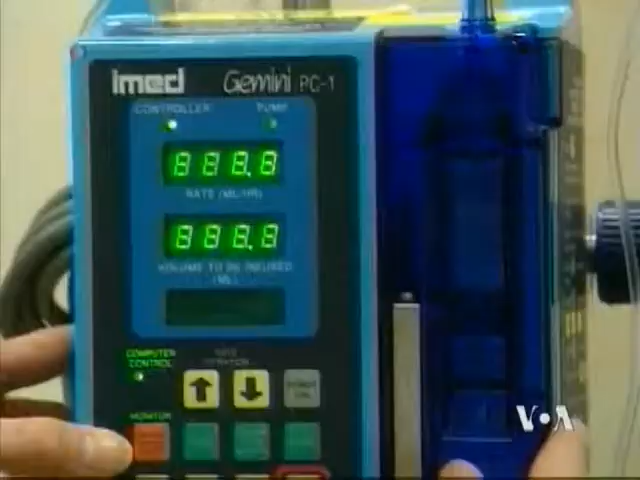 imed Gemini PC-1
CONTROLLER PUMP
888.8
RATE (ML/HR)
888.8
VOLUME TO BE INFUSED
(ML)
COMPUTER
CONTROL
MONITOR
VOA